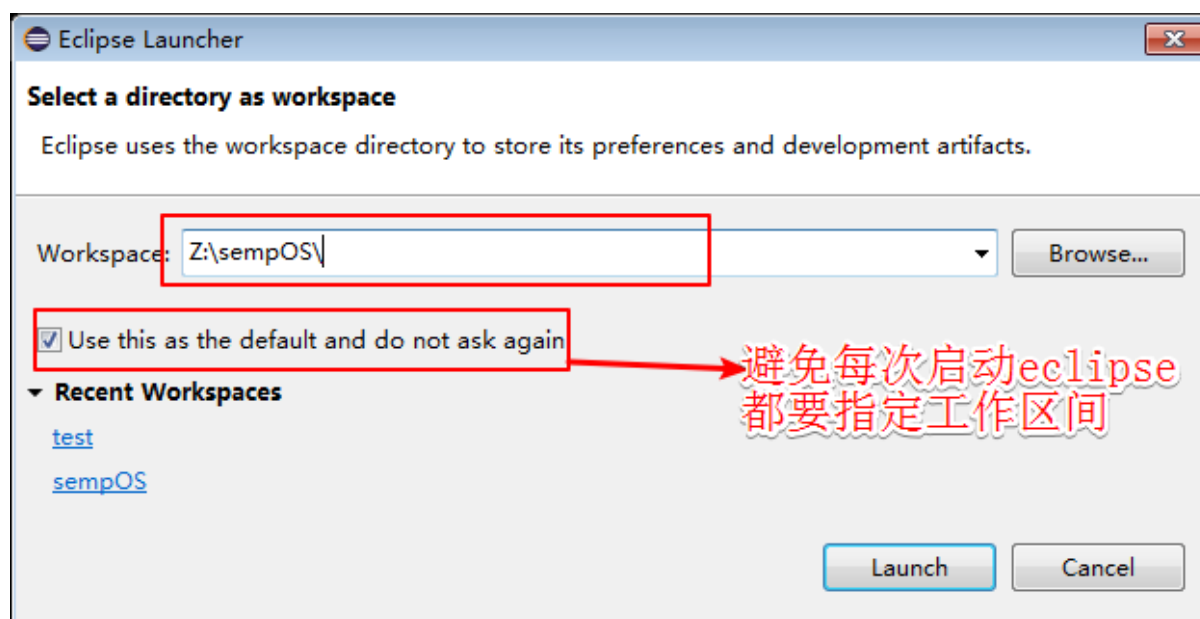 Eclipse Launcher
Select a directory as workspace
Eclipse uses the workspace directory to store its preferences and development artifacts.
Workspace: Z:\sempOS\ Browse...
Use this as the default and do not ask again
避免每次启动eclipse
都要指定工作区间
Recent Workspaces
test
sempOS
Launch Cancel